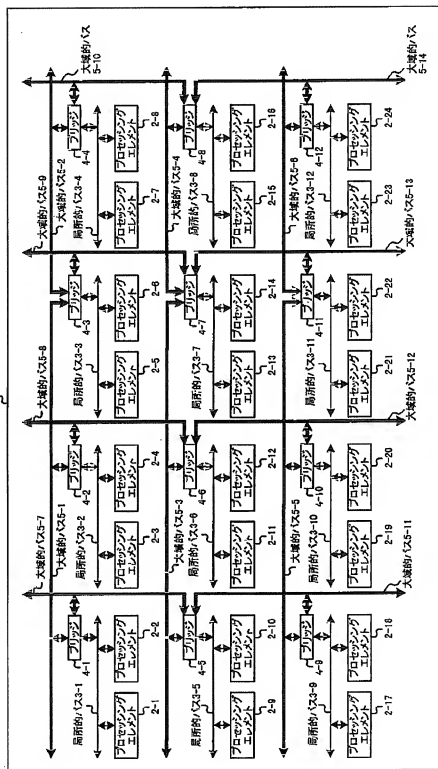 大域的バス5-7
大域的バス5-8
大域的バス5-9
大域的バス
5-10
大域的バス5-1
大域的バス5-2
局所的バス3-1
ブリッジ
4-1
局所的バス3-2
ブリッジ
4-2
局所的バス3-3
ブリッジ
4-3
局所的バス3-4
ブリッジ
4-4
プロセッシング
エレメント
2-1
プロセッシング
エレメント
2-2
プロセッシング
エレメント
2-3
プロセッシング
エレメント
2-4
プロセッシング
エレメント
2-5
プロセッシング
エレメント
2-6
プロセッシング
エレメント
2-7
プロセッシング
エレメント
2-8
大域的バス5-3
大域的バス5-4
局所的バス3-5
ブリッジ
4-5
局所的バス3-6
ブリッジ
4-6
局所的バス3-7
ブリッジ
4-7
局所的バス3-8
ブリッジ
4-8
プロセッシング
エレメント
2-9
プロセッシング
エレメント
2-10
プロセッシング
エレメント
2-11
プロセッシング
エレメント
2-12
プロセッシング
エレメント
2-13
プロセッシング
エレメント
2-14
プロセッシング
エレメント
2-15
プロセッシング
エレメント
2-16
大域的バス5-5
大域的バス5-6
局所的バス3-9
ブリッジ
4-9
局所的バス3-10
ブリッジ
4-10
局所的バス3-11
ブリッジ
4-11
局所的バス3-12
ブリッジ
4-12
プロセッシング
エレメント
2-17
プロセッシング
エレメント
2-18
プロセッシング
エレメント
2-19
プロセッシング
エレメント
2-20
プロセッシング
エレメント
2-21
プロセッシング
エレメント
2-22
プロセッシング
エレメント
2-23
プロセッシング
エレメント
2-24
大域的バス5-11
大域的バス5-12
大域的バス5-13
大域的バス
5-14